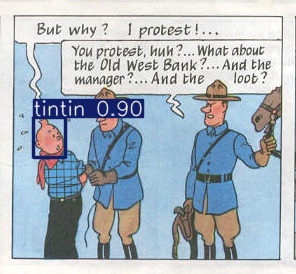 But why? I protest!...
You protest, huh?... What about
the Old West Bank?... And the
manager?... And the loot?
tintin 0.90